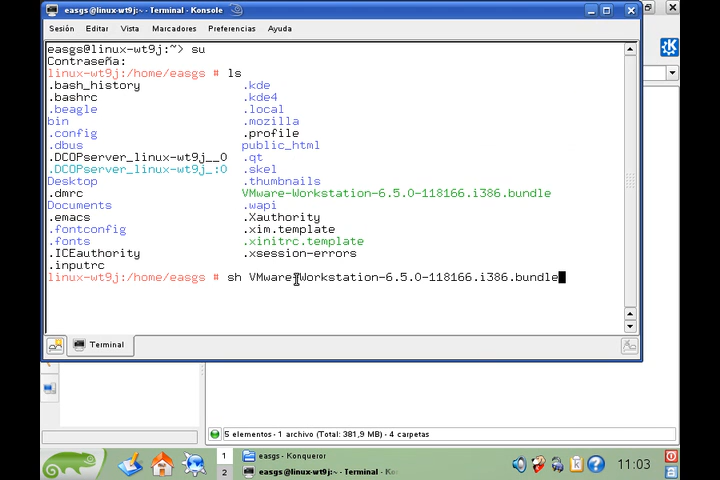 easgs@linux-wt9j:~ - Terminal - Konsole
Sesión Editar Vista Marcadores Preferencias Ayuda
easgs@linux-wt9j:~> su
Contraseña:
linux-wt9j:/home/easgs # ls
.bash_history .kde
.bashrc .kde4
.beagle .local
bin .mozilla
.config .profile
.dbus public_html
.DCOPserver_linux-wt9j__0 .qt
.DCOPserver_linux-wt9j_:0 .skel
Desktop .thumbnails
.dmrc VMware-Workstation-6.5.0-118166.i386.bundle
Documents .wapi
.emacs .Xauthority
.fontconfig .xim.template
.fonts .xinitrc.template
.ICEauthority .xsession-errors
.inputrc
linux-wt9j:/home/easgs # sh VMware-Workstation-6.5.0-118166.i386.bundle
Terminal
5 elementos - 1 archivo (Total: 381,9 MB) - 4 carpetas
1 easgs - Konqueror
2 easgs@linux-wt9j:~ - Terminal - Ko
11:03